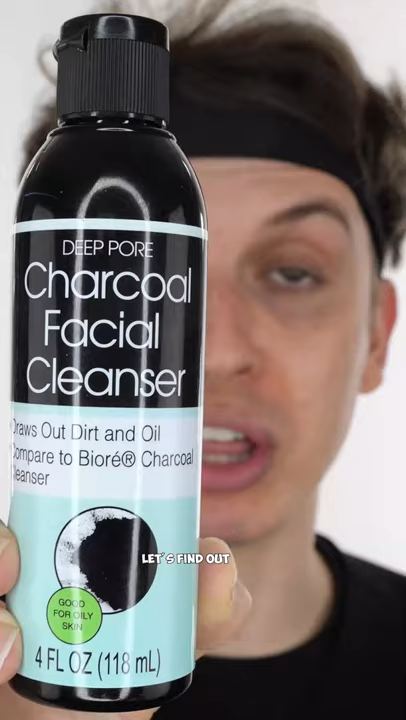 DEEP PORE
Charcoal
Facial
Cleanser
Draws Out Dirt and Oil
Compare to Bioré® Charcoal
Cleanser
LET'S FIND OUT
GOOD
FOR OILY
SKIN
4 FL OZ (118 mL)